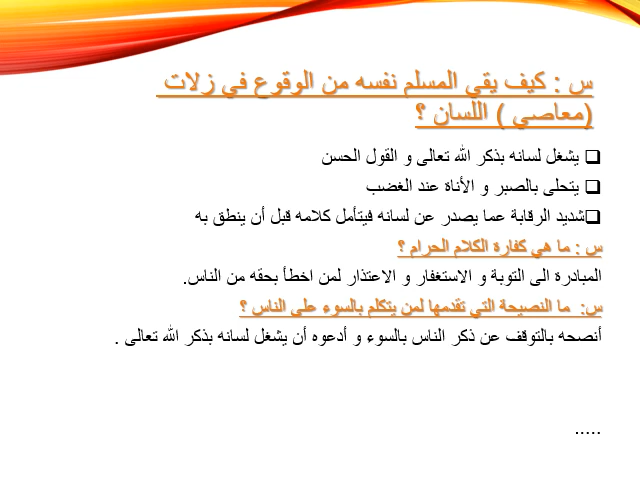 س : كيف يقي المسلم نفسه من الوقوع في زلات
(معاصي ) اللسان ؟
❑ يشغل لسانه بذكر الله تعالى و القول الحسن
❑ يتحلى بالصبر و الأناة عند الغضب
❑شديد الرقابة عما يصدر عن لسانه فيتأمل كلامه قبل أن ينطق به
س : ما هي كفارة الكلام الحرام ؟
المبادرة الى التوبة و الاستغفار و الاعتذار لمن اخطأ بحقه من الناس.
س: ما النصيحة التي تقدمها لمن يتكلم بالسوء على الناس ؟
أنصحه بالتوقف عن ذكر الناس بالسوء و أدعوه أن يشغل لسانه بذكر الله تعالى .
.....